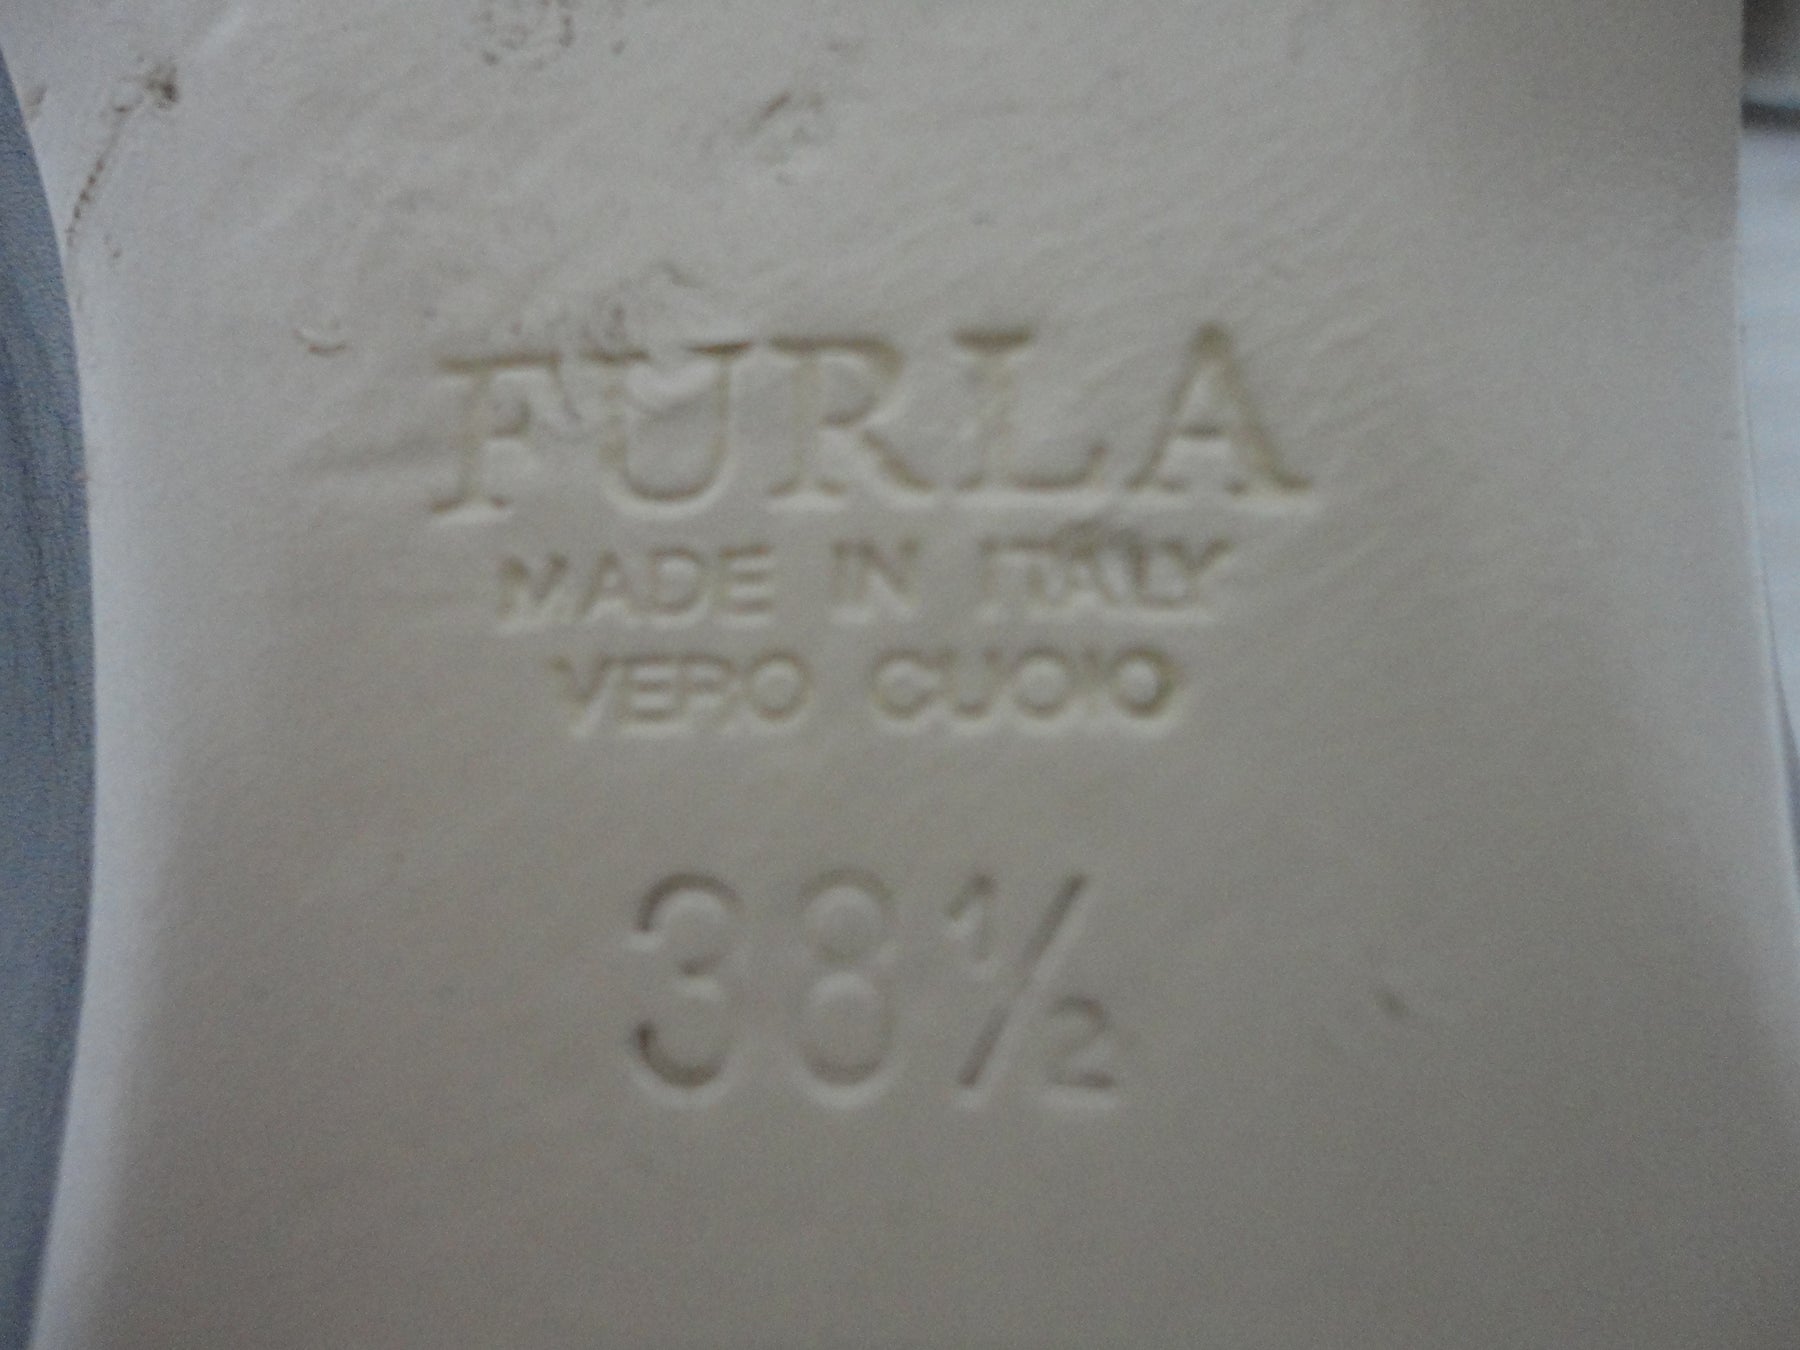 FURLA
MADE IN ITALY
VERO CUOIO
38½